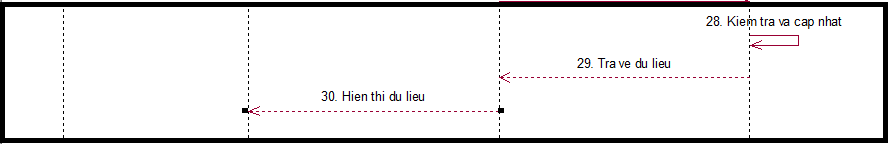 28. Kiem tra va cap nhat
29. Tra ve du lieu
30. Hien thi du lieu